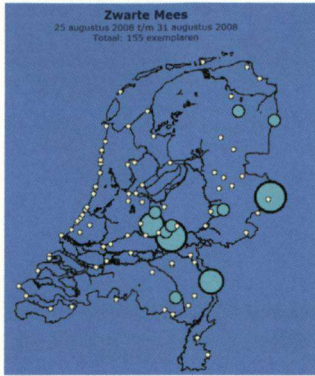 Zwarte Mees
25 augustus 2008 t/m 31 augustus 2008
Totaal: 155 exemplaren